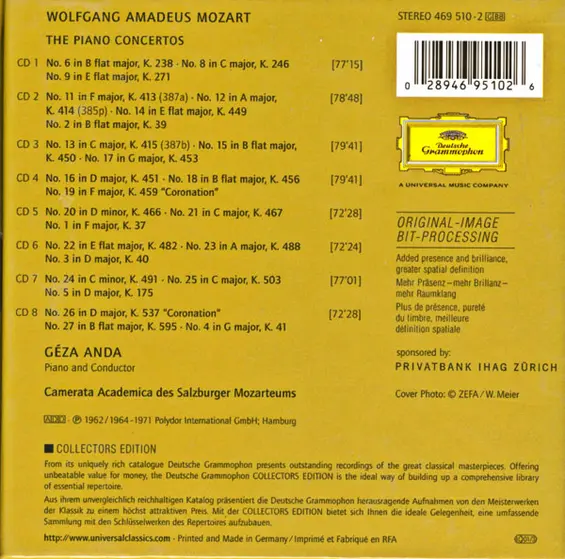 WOLFGANG AMADEUS MOZART
THE PIANO CONCERTOS
CD 1 No. 6 in B flat major, K. 238 · No. 8 in C major, K. 246 [77'15]
No. 9 in E flat major, K. 271
CD 2 No. 11 in F major, K. 413 (387a) · No. 12 in A major, [78'48]
K. 414 (385p) · No. 14 in E flat major, K. 449
No. 2 in B flat major, K. 39
CD 3 No. 13 in C major, K. 415 (387b) · No. 15 in B flat major, [79'41]
K. 450 · No. 17 in G major, K. 453
CD 4 No. 16 in D major, K. 451 · No. 18 in B flat major, K. 456 [79'41]
No. 19 in F major, K. 459 "Coronation"
CD 5 No. 20 in D minor, K. 466 · No. 21 in C major, K. 467 [72'28]
No. 1 in F major, K. 37
CD 6 No. 22 in E flat major, K. 482 · No. 23 in A major, K. 488 [72'24]
No. 3 in D major, K. 40
CD 7 No. 24 in C minor, K. 491 · No. 25 in C major, K. 503 [77'01]
No. 5 in D major, K. 175
CD 8 No. 26 in D major, K. 537 "Coronation" [72'28]
No. 27 in B flat major, K. 595 · No. 4 in G major, K. 41
GÉZA ANDA
Piano and Conductor
Camerata Academica des Salzburger Mozarteums
ADD · ℗ 1962/1964-1971 Polydor International GmbH; Hamburg
STEREO 469 510-2 GB8
0 28946 95102 6
Deutsche
Grammophon
A UNIVERSAL MUSIC COMPANY
ORIGINAL-IMAGE
BIT-PROCESSING
Added presence and brilliance,
greater spatial definition
Mehr Präsenz – mehr Brillanz –
mehr Raumklang
Plus de présence, pureté
du timbre, meilleure
définition spatiale
sponsored by:
PRIVATBANK IHAG ZÜRICH
Cover Photo: © ZEFA / W. Meier
COLLECTORS EDITION
From its uniquely rich catalogue Deutsche Grammophon presents outstanding recordings of the great classical masterpieces. Offering
unbeatable value for money, the Deutsche Grammophon COLLECTORS EDITION is the ideal way of building up a comprehensive library
of essential repertoire.
Aus ihrem unvergleichlich reichhaltigen Katalog präsentiert die Deutsche Grammophon herausragende Aufnahmen von den Meisterwerken
der Klassik zu einem höchst attraktiven Preis. Mit der COLLECTORS EDITION bietet sich Ihnen die ideale Gelegenheit, eine umfassende
Sammlung mit den Schlüsselwerken des Repertoires aufzubauen.
http://www.universalclassics.com · Printed and Made in Germany / Imprimé et Fabriqué en RFA